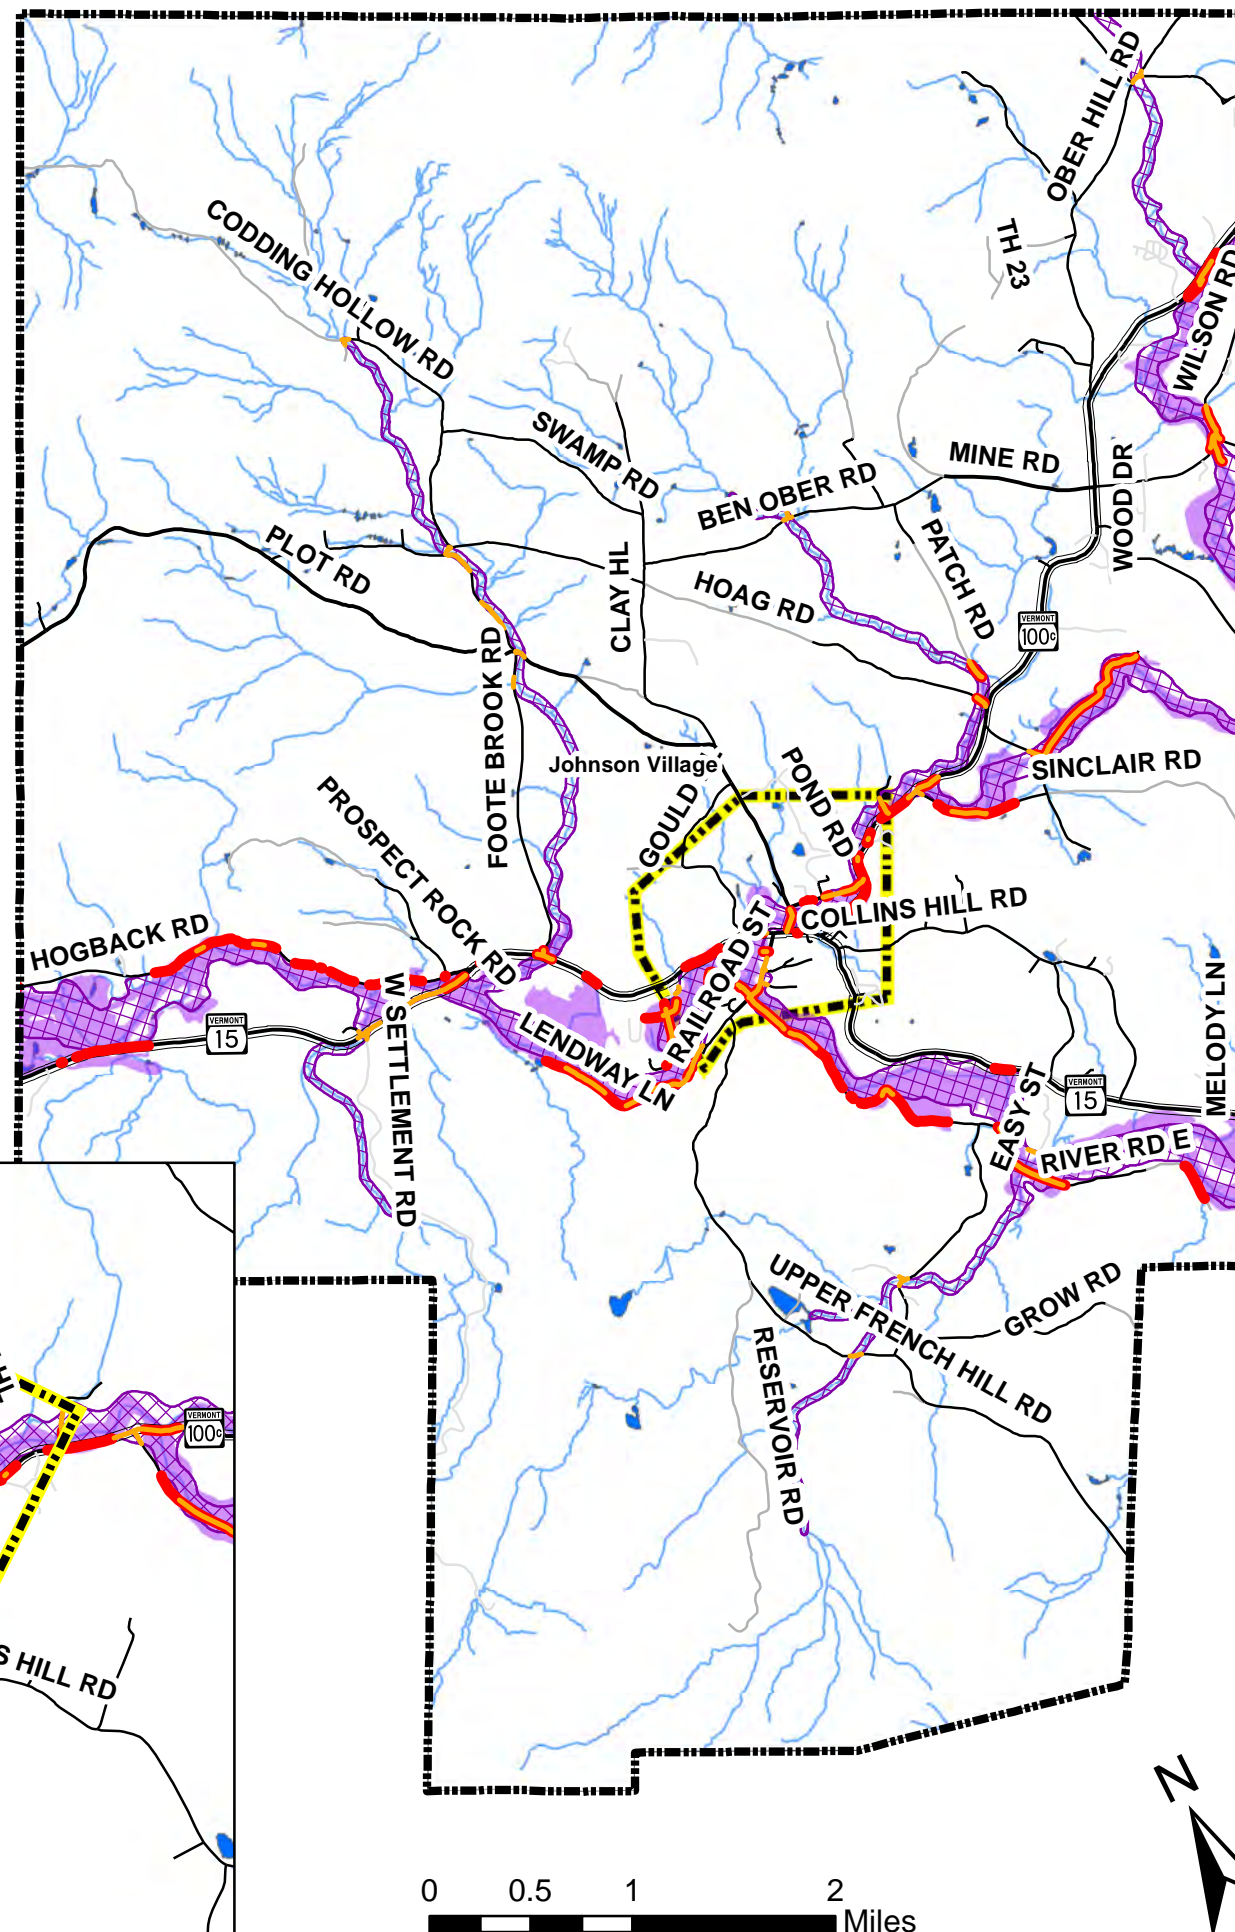 OBER HILL RD
CODDING HOLLOW RD
TH 23
WILSON RD
SWAMP RD
MINE RD
BEN OBER RD
WOOD DR
PLOT RD
PATCH RD
HOAG RD
CLAY HL
VERMONT
100c
FOOTE BROOK RD
Johnson Village
POND RD
SINCLAIR RD
GOULD
PROSPECT ROCK RD
COLLINS HILL RD
HOGBACK RD
RAILROAD ST
W SETTLEMENT RD
MELODY LN
VERMONT
15
LENDWAY LN
EASY ST
VERMONT
15
RIVER RD E
UPPER FRENCH HILL RD
GROW RD
RESERVOIR RD
HL
VERMONT
100c
S HILL RD
N
0 0.5 1 2
Miles